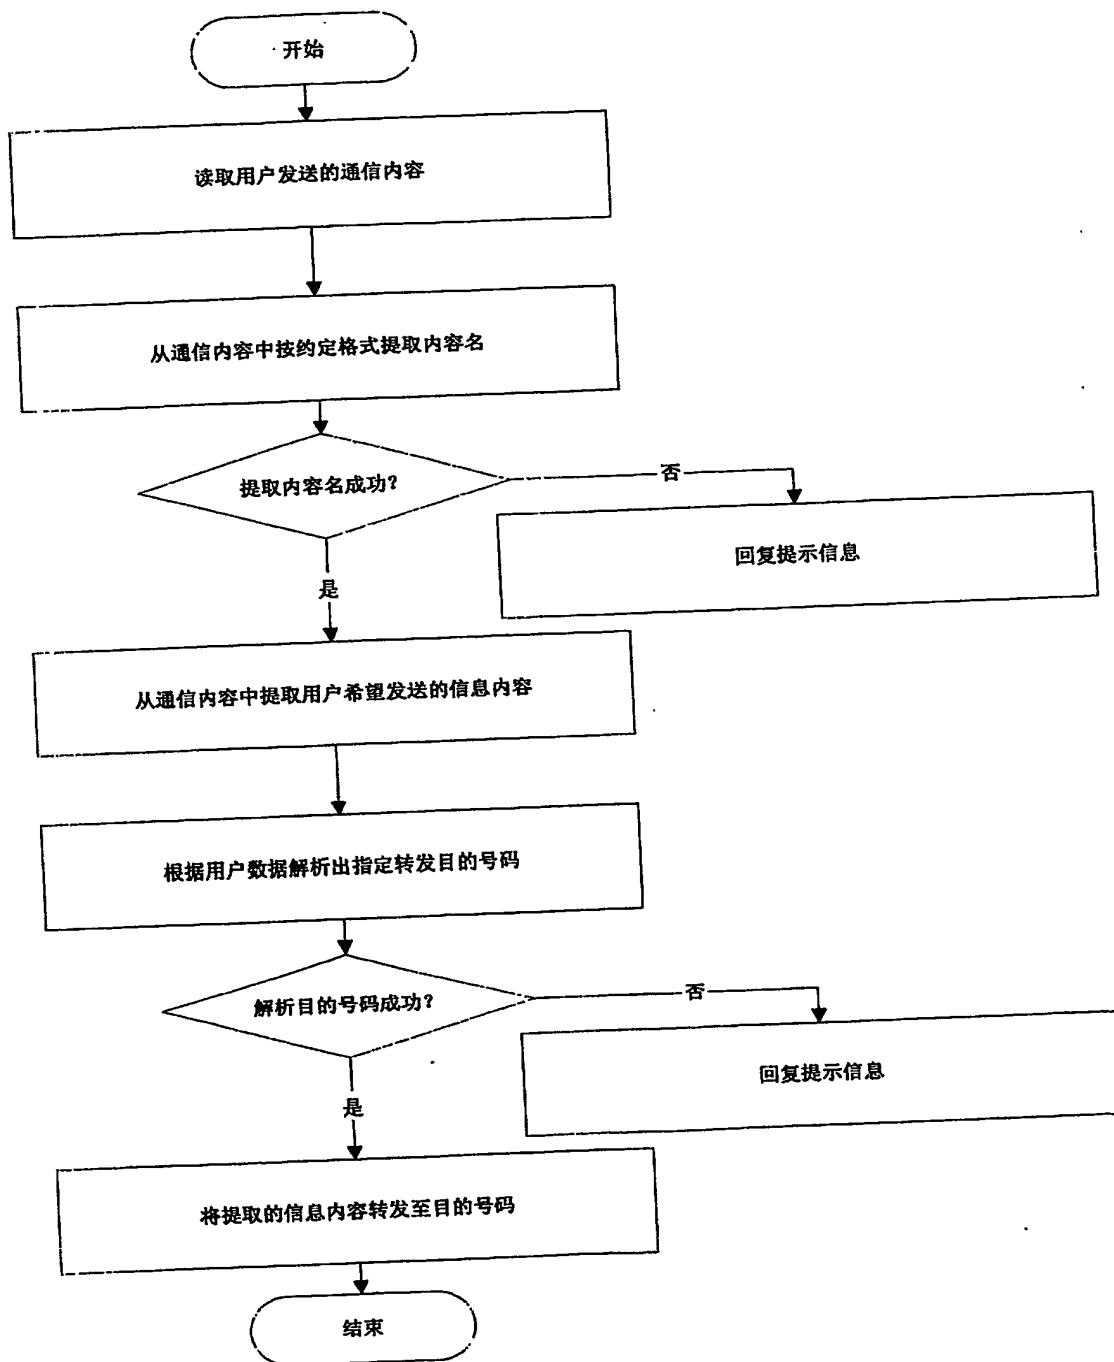 开始
读取用户发送的通信内容
从通信内容中按约定格式提取内容名
提取内容名成功?
否
回复提示信息
是
从通信内容中提取用户希望发送的信息内容
根据用户数据解析出指定转发目的号码
解析目的号码成功?
否
回复提示信息
是
将提取的信息内容转发至目的号码
结束